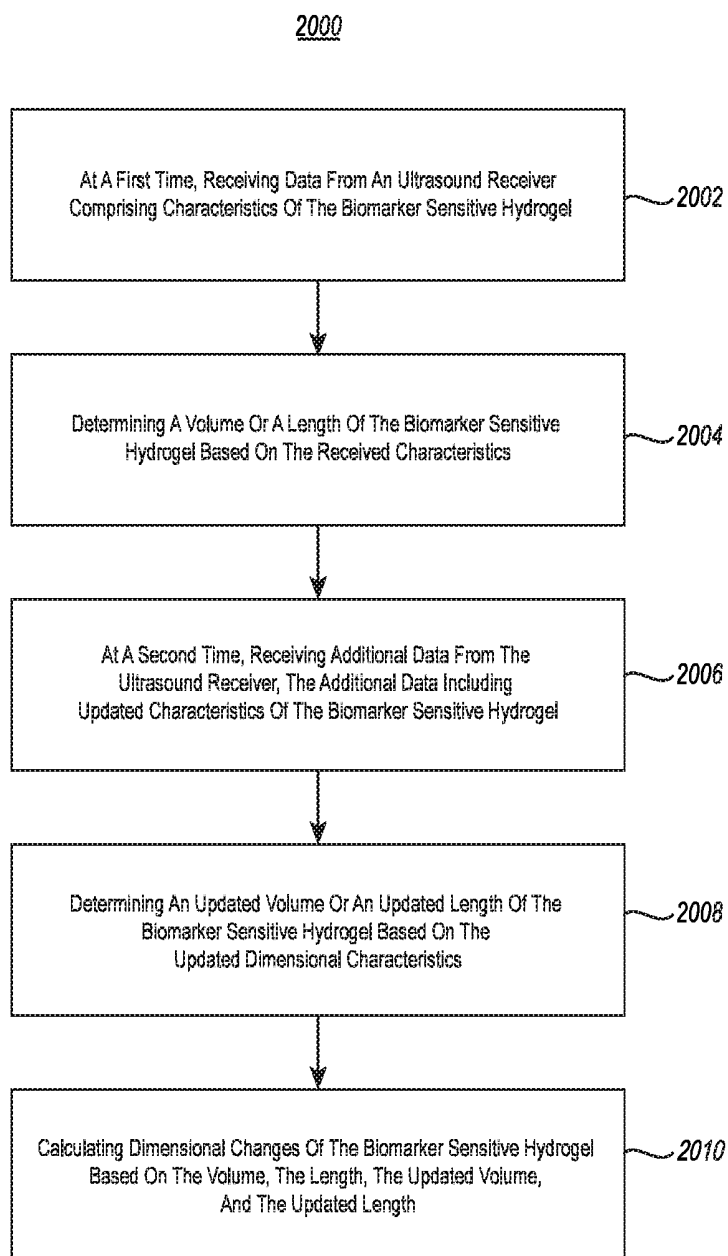 2000
At A First Time, Receiving Data From An Ultrasound Receiver
Comprising Characteristics Of The Biomarker Sensitive Hydrogel
2002
Determining A Volume Or A Length Of The Biomarker Sensitive
Hydrogel Based On The Received Characteristics
2004
At A Second Time, Receiving Additional Data From The
Ultrasound Receiver, The Additional Data Including
Updated Characteristics Of The Biomarker Sensitive Hydrogel
2006
Determining An Updated Volume Or An Updated Length Of The
Biomarker Sensitive Hydrogel Based On The
Updated Dimensional Characteristics
2008
Calculating Dimensional Changes Of The Biomarker Sensitive Hydrogel
Based On The Volume, The Length, The Updated Volume,
And The Updated Length
2010